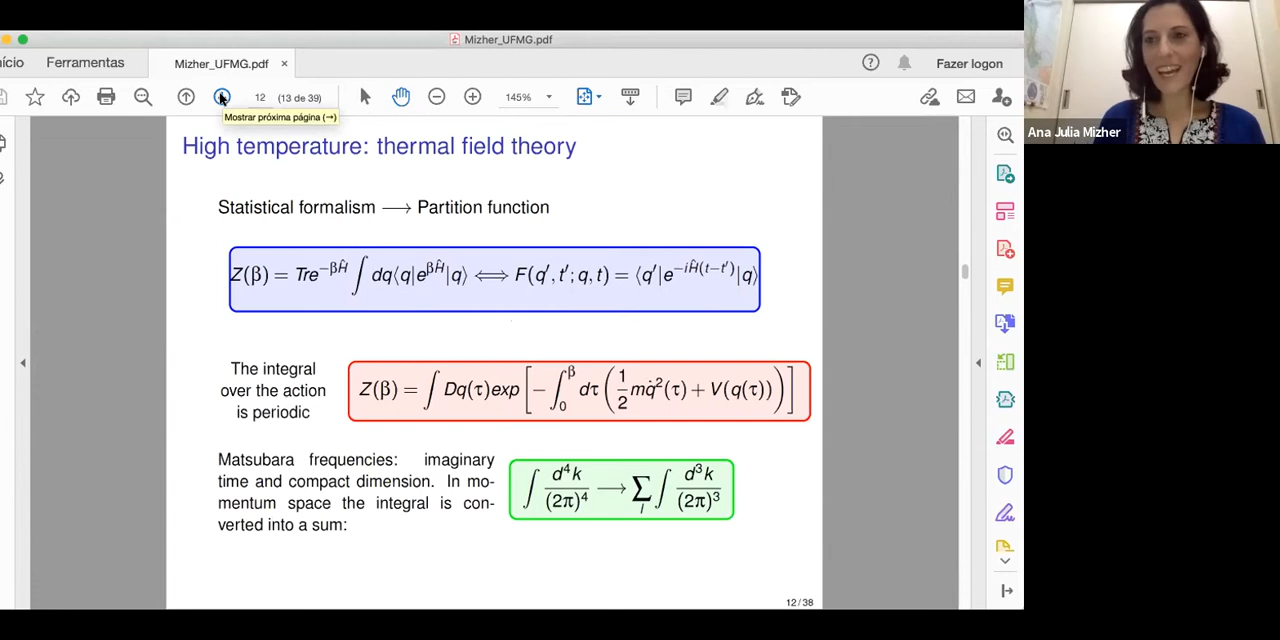 Mizher_UFMG.pdf
nício
Ferramentas
Mizher_UFMG.pdf ×
Fazer logon
12 (13 de 39)
145%
Mostrar próxima página (→)
Ana Julia Mizher
High temperature: thermal field theory
Statistical formalism ⟶ Partition function
Z(β) = Tre^{−βĤ} ∫ dq⟨q|e^{βĤ}|q⟩ ⟺ F(q′, t′; q, t) = ⟨q′|e^{−iĤ(t−t′)}|q⟩
The integral
over the action
is periodic
Z(β) = ∫ Dq(τ)exp [ − ∫_0^β dτ ( 1/2 mq̇²(τ) + V(q(τ)) ) ]
Matsubara frequencies: imaginary
time and compact dimension. In mo-
mentum space the integral is con-
verted into a sum:
∫ d⁴k/(2π)⁴ ⟶ ∑_l ∫ d³k/(2π)³
12/38